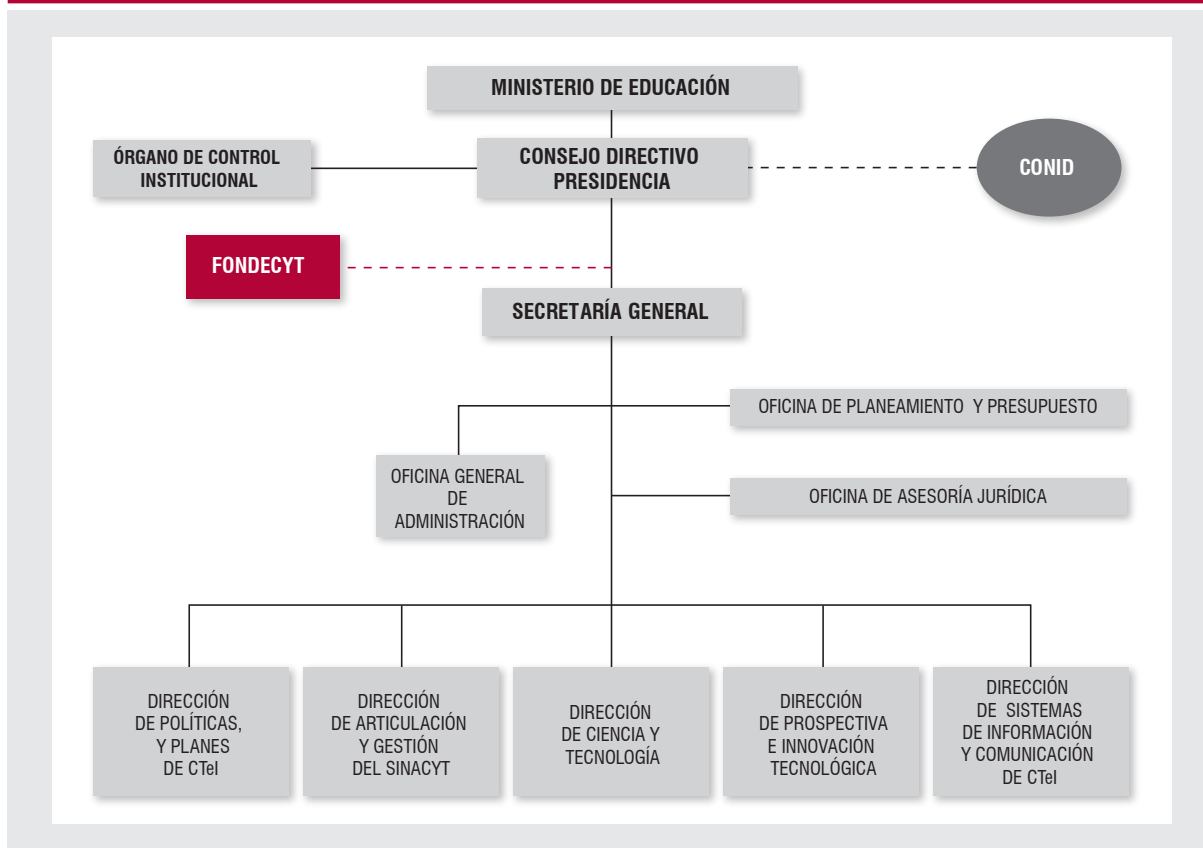 MINISTERIO DE EDUCACIÓN
ÓRGANO DE CONTROL
INSTITUCIONAL
CONSEJO DIRECTIVO
PRESIDENCIA
CONID
FONDECYT
SECRETARÍA GENERAL
OFICINA DE PLANEAMIENTO Y PRESUPUESTO
OFICINA GENERAL
DE
ADMINISTRACIÓN
OFICINA DE ASESORÍA JURÍDICA
DIRECCIÓN
DE POLÍTICAS,
Y PLANES
DE CTeI
DIRECCIÓN
DE ARTICULACIÓN
Y GESTIÓN
DEL SINACYT
DIRECCIÓN
DE CIENCIA Y
TECNOLOGÍA
DIRECCIÓN
DE PROSPECTIVA
E INNOVACIÓN
TECNOLÓGICA
DIRECCIÓN
DE SISTEMAS
DE INFORMACIÓN
Y COMUNICACIÓN
DE CTeI